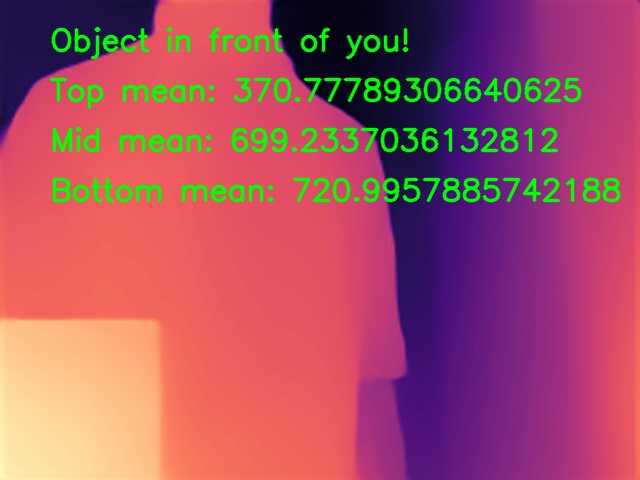 Object in front of you!
Top mean: 370.77789306640625
Mid mean: 699.2337036132812
Bottom mean: 720.9957885742188